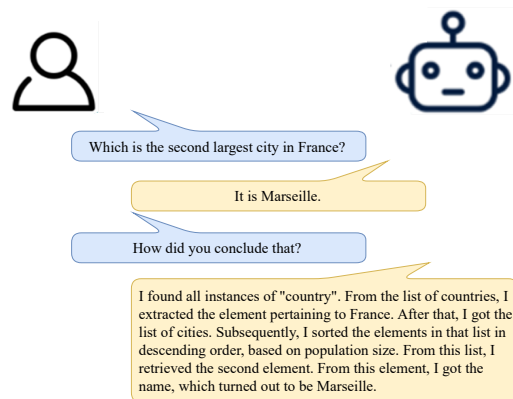 Which is the second largest city in France?
It is Marseille.
How did you conclude that?
I found all instances of "country". From the list of countries, I
extracted the element pertaining to France. After that, I got the
list of cities. Subsequently, I sorted the elements in that list in
descending order, based on population size. From this list, I
retrieved the second element. From this element, I got the
name, which turned out to be Marseille.